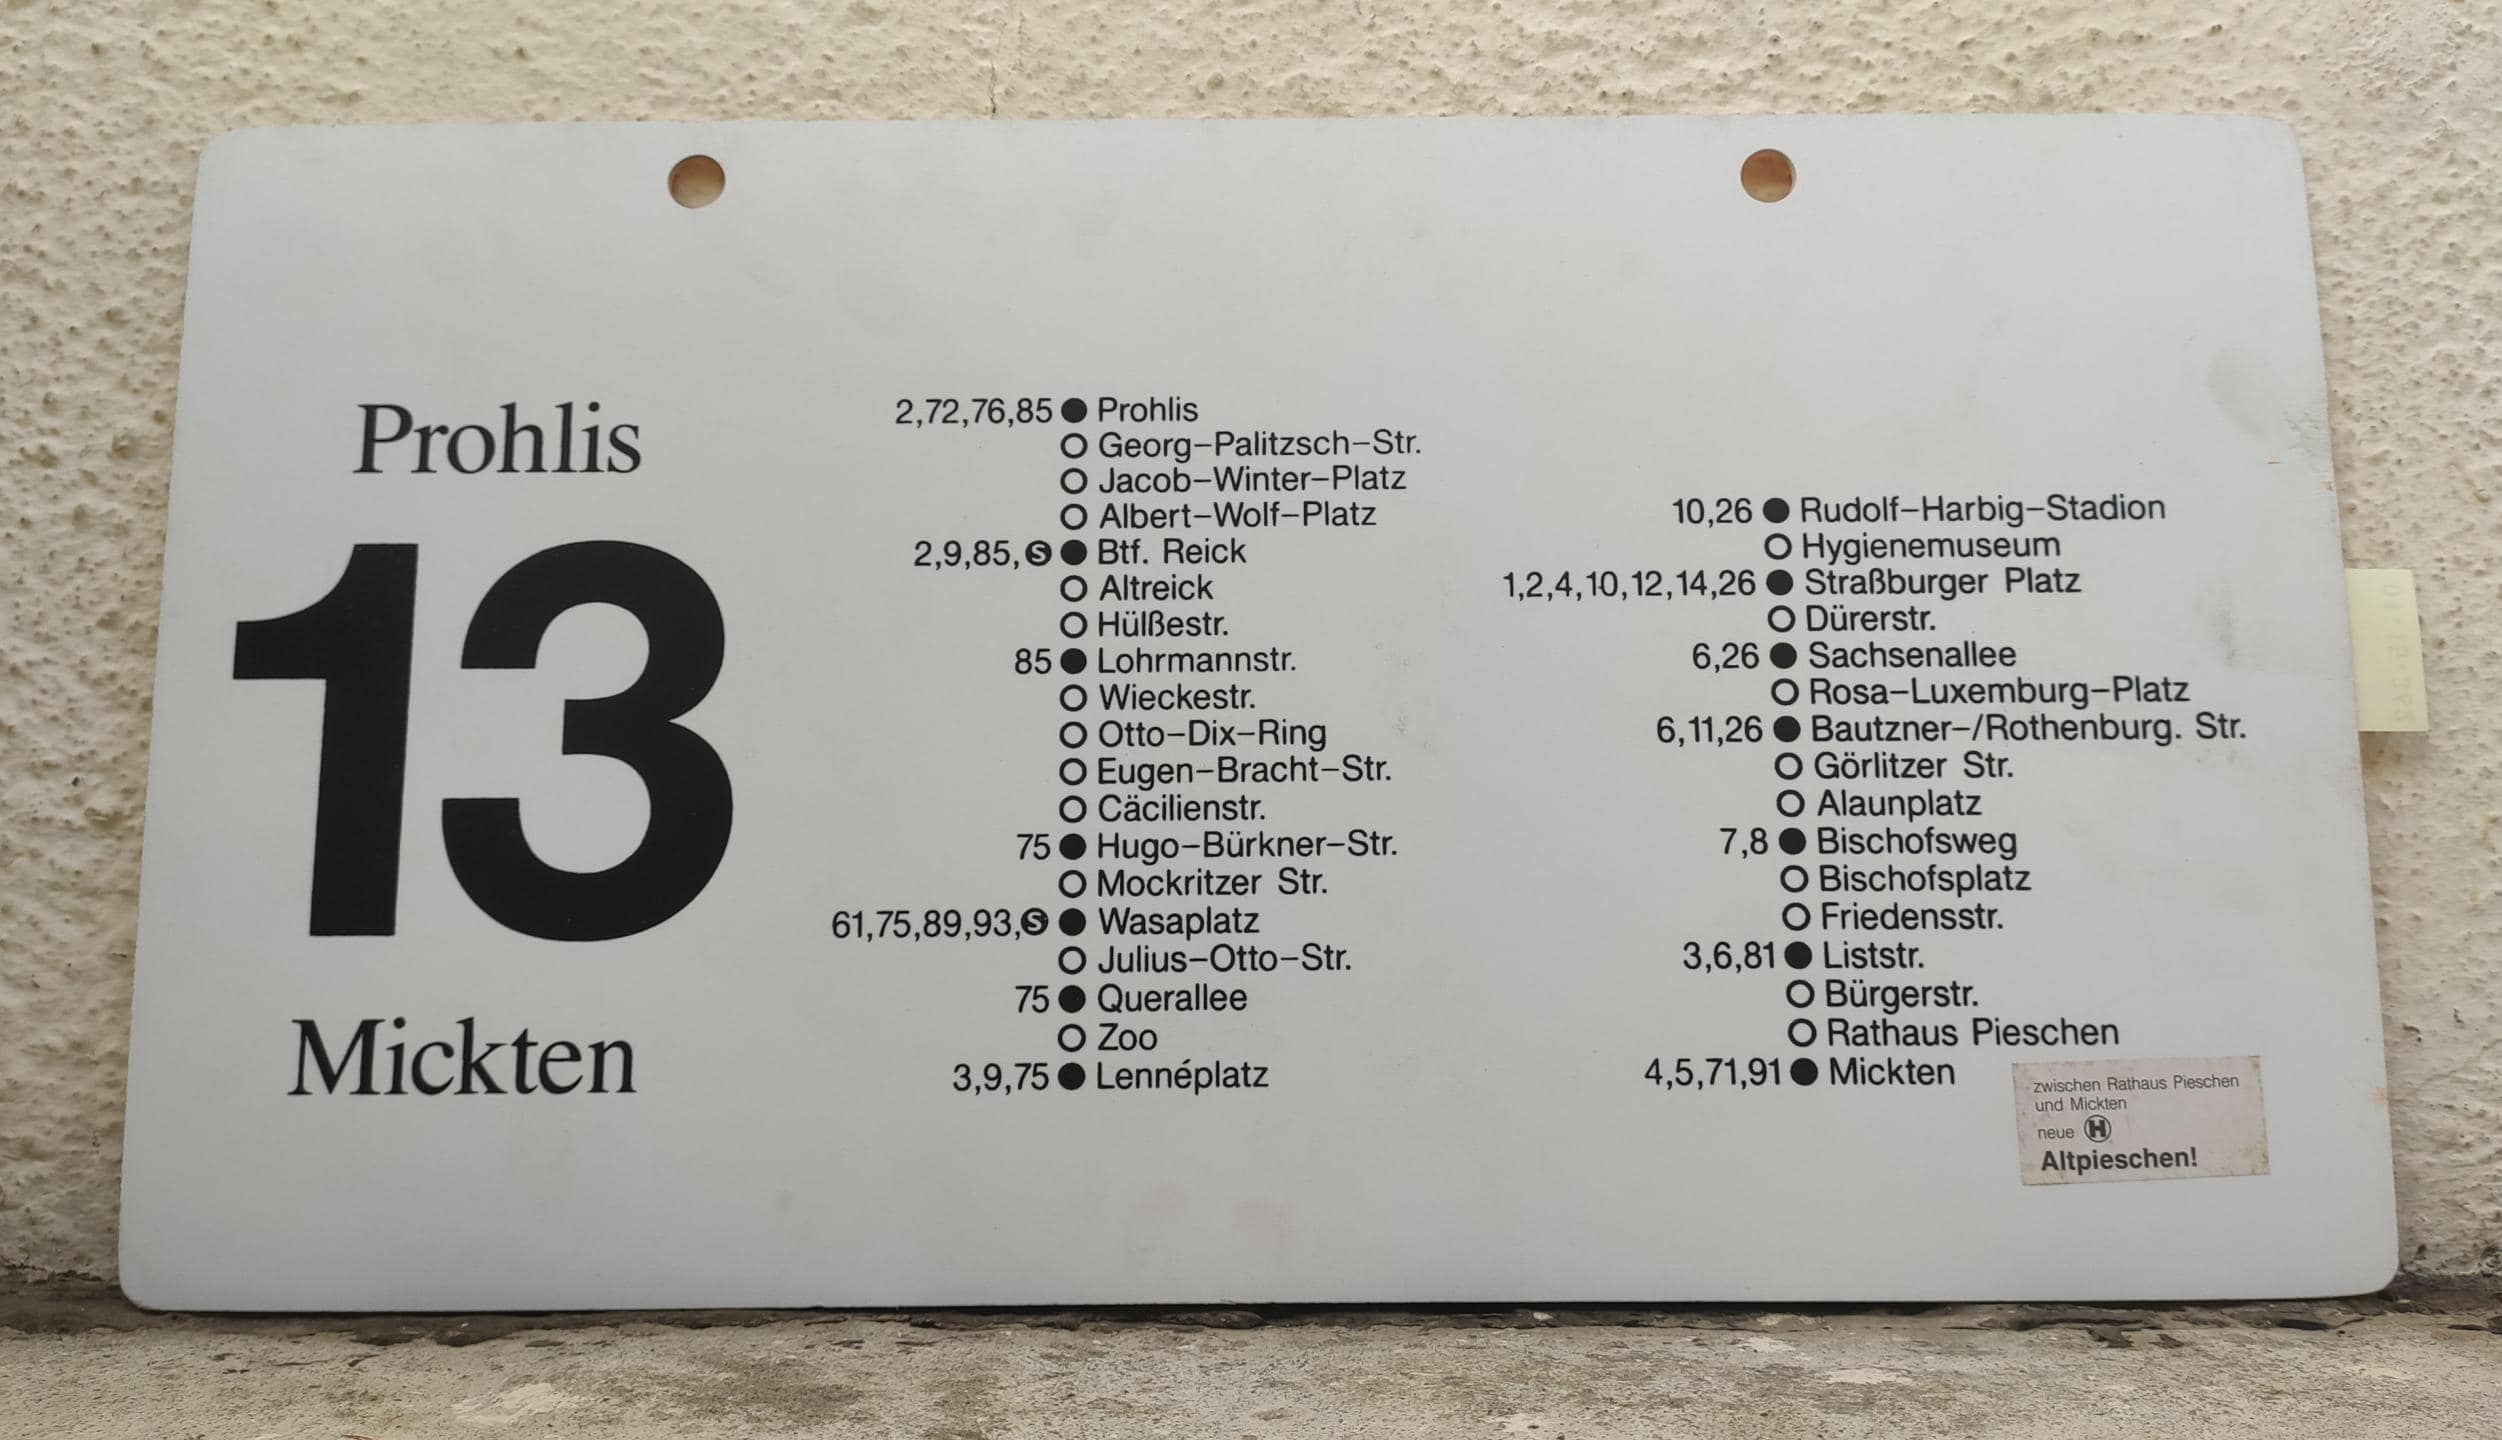 Prohlis
13
Mickten
2,72,76,85 ● Prohlis
○ Georg-Palitzsch-Str.
○ Jacob-Winter-Platz
○ Albert-Wolf-Platz
2,9,85,Ⓢ ● Btf. Reick
○ Altreick
○ Hülßestr.
85 ● Lohrmannstr.
○ Wieckestr.
○ Otto-Dix-Ring
○ Eugen-Bracht-Str.
○ Cäcilienstr.
75 ● Hugo-Bürkner-Str.
○ Mockritzer Str.
61,75,89,93,Ⓢ ● Wasaplatz
○ Julius-Otto-Str.
75 ● Querallee
○ Zoo
3,9,75 ● Lennéplatz
10,26 ● Rudolf-Harbig-Stadion
○ Hygienemuseum
1,2,4,10,12,14,26 ● Straßburger Platz
○ Dürerstr.
6,26 ● Sachsenallee
○ Rosa-Luxemburg-Platz
6,11,26 ● Bautzner-/Rothenburg. Str.
○ Görlitzer Str.
○ Alaunplatz
7,8 ● Bischofsweg
○ Bischofsplatz
○ Friedensstr.
3,6,81 ● Liststr.
○ Bürgerstr.
○ Rathaus Pieschen
4,5,71,91 ● Mickten
zwischen Rathaus Pieschen
und Mickten
neue Ⓗ
Altpieschen!